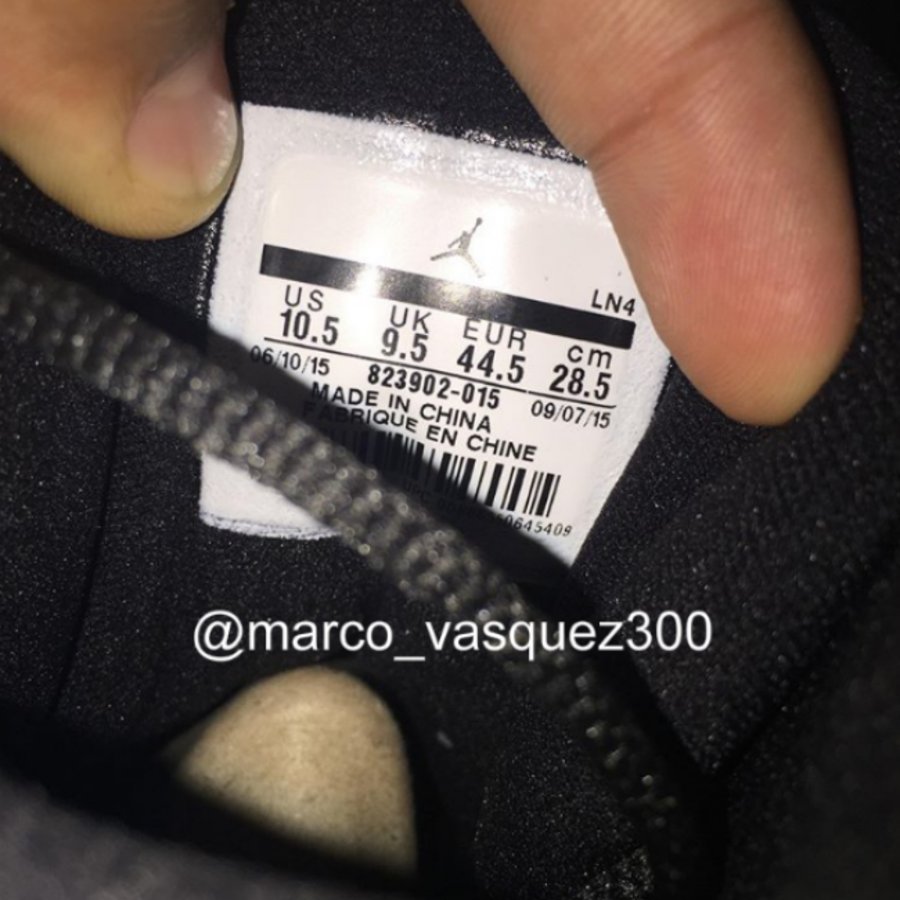 LN4
US UK EUR cm
10.5 9.5 44.5 28.5
06/10/15 823902-015 09/07/15
MADE IN CHINA
FABRIQUE EN CHINE
@marco_vasquez300